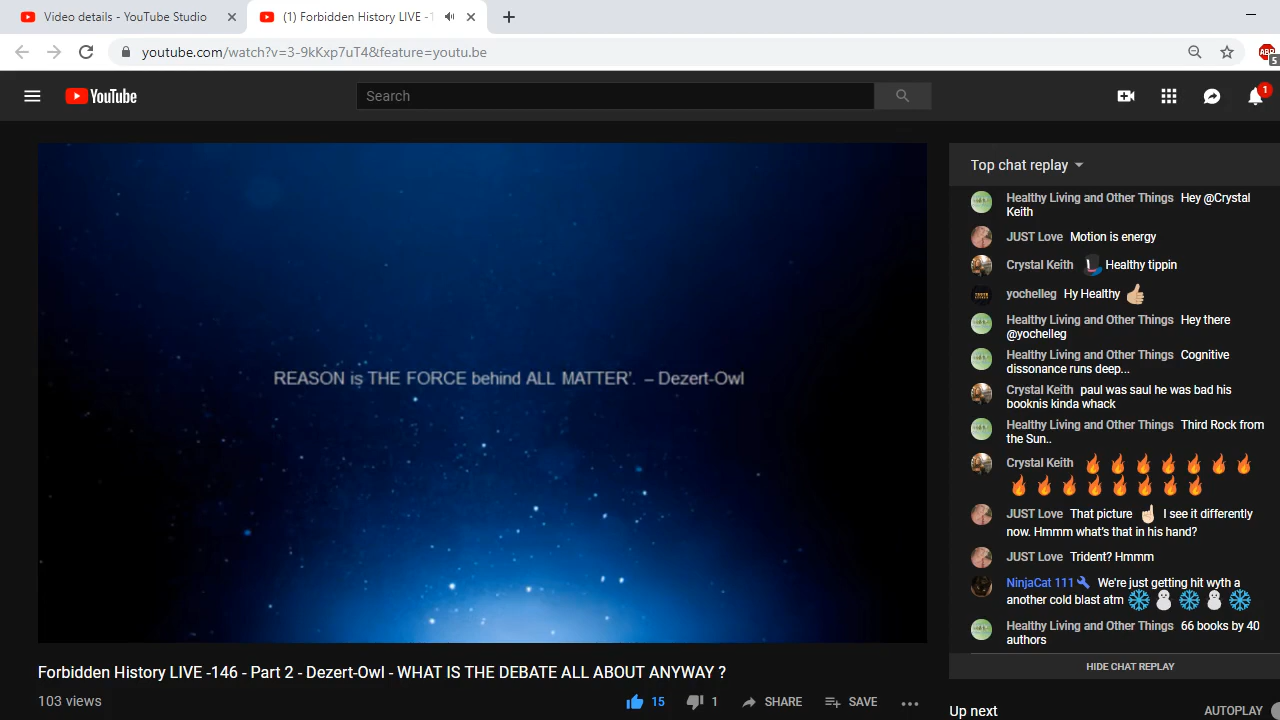 Video details - YouTube Studio
(1) Forbidden History LIVE -1
youtube.com/watch?v=3-9kKxp7uT4&feature=youtu.be
ABP
5
YouTube
Search
1
REASON is THE FORCE behind ALL MATTER'. – Dezert-Owl
Top chat replay
Healthy Living and Other Things Hey @Crystal
Keith
JUST Love Motion is energy
Crystal Keith 🎩 Healthy tippin
yochelleg Hy Healthy 👍🏼
Healthy Living and Other Things Hey there
@yochelleg
Healthy Living and Other Things Cognitive
dissonance runs deep...
Crystal Keith paul was saul he was bad his
booknis kinda whack
Healthy Living and Other Things Third Rock from
the Sun..
Crystal Keith 🔥🔥🔥🔥🔥🔥🔥
🔥🔥🔥🔥🔥🔥🔥🔥
JUST Love That picture ☝🏻 I see it differently
now. Hmmm what's that in his hand?
JUST Love Trident? Hmmm
NinjaCat 111 We're just getting hit wyth a
another cold blast atm ❄⛄❄⛄❄
Healthy Living and Other Things 66 books by 40
authors
HIDE CHAT REPLAY
Forbidden History LIVE -146 - Part 2 - Dezert-Owl - WHAT IS THE DEBATE ALL ABOUT ANYWAY ?
103 views
15
1
SHARE
SAVE
Up next
AUTOPLAY